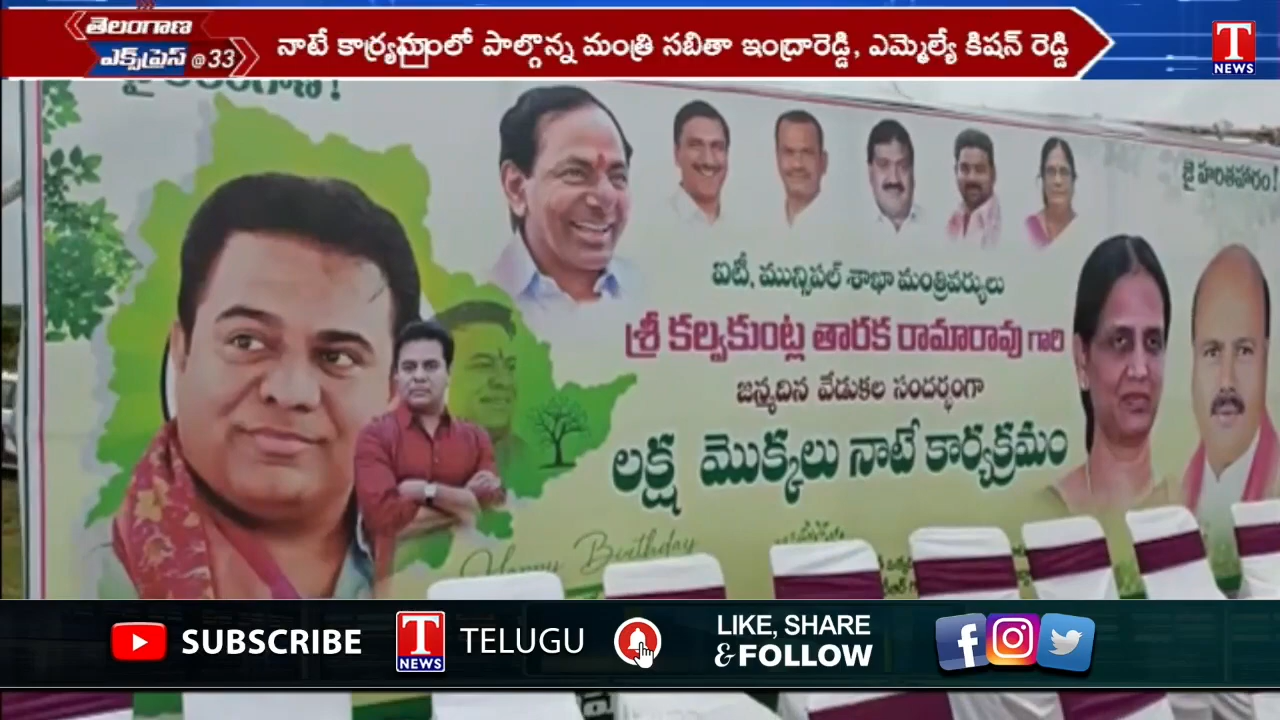 తెలంగాణ
ఎక్స్‌ప్రెస్ @33
నాటే కార్యక్రమంలో పాల్గొన్న మంత్రి సబితా ఇంద్రారెడ్డి, ఎమ్మెల్యే కిషన్ రెడ్డి
T
NEWS
జై తెలంగాణ!
జై హరితహారం!
ఐటీ, మున్సిపల్ శాఖా మంత్రివర్యులు
శ్రీ కల్వకుంట్ల తారక రామారావు గారి
జన్మదిన వేడుకల సందర్భంగా
లక్ష మొక్కలు నాటే కార్యక్రమం
Happy Birthday
SUBSCRIBE
T
NEWS
TELUGU
LIKE, SHARE
& FOLLOW